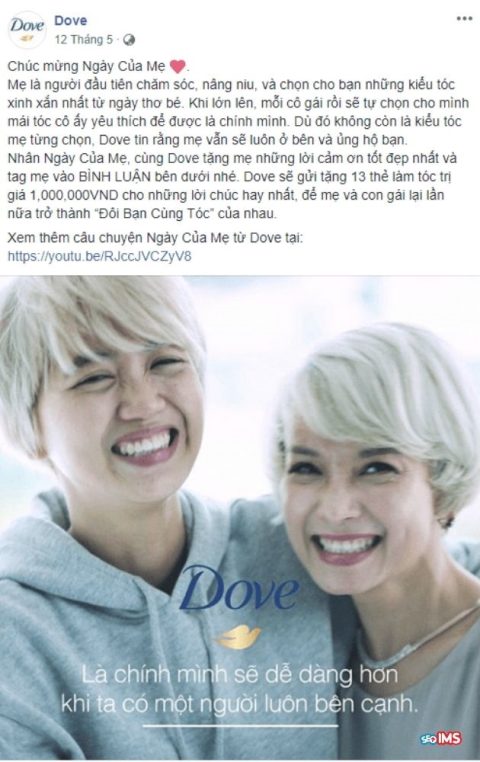 Dove
Dove
12 Tháng 5
Chúc mừng Ngày Của Mẹ ❤.
Mẹ là người đầu tiên chăm sóc, nâng niu, và chọn cho bạn những kiểu tóc
xinh xắn nhất từ ngày thơ bé. Khi lớn lên, mỗi cô gái rồi sẽ tự chọn cho mình
mái tóc cô ấy yêu thích để được là chính mình. Dù đó không còn là kiểu tóc
mẹ từng chọn, Dove tin rằng mẹ vẫn sẽ luôn ở bên và ủng hộ bạn.
Nhân Ngày Của Mẹ, cùng Dove tặng mẹ những lời cảm ơn tốt đẹp nhất và
tag mẹ vào BÌNH LUẬN bên dưới nhé. Dove sẽ gửi tặng 13 thẻ làm tóc trị
giá 1,000,000VND cho những lời chúc hay nhất, để mẹ và con gái lại lần
nữa trở thành “Đôi Bạn Cùng Tóc” của nhau.
Xem thêm câu chuyện Ngày Của Mẹ từ Dove tại:
https://youtu.be/RJccJVCZyV8
Dove
Là chính mình sẽ dễ dàng hơn
khi ta có một người luôn bên cạnh.
SEO IMS